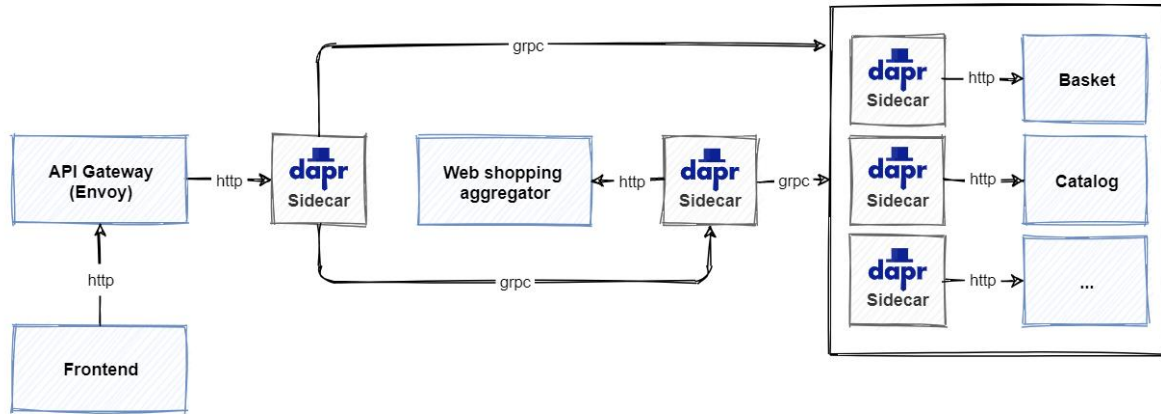 grpc
dapr
Sidecar
http
Basket
API Gateway
(Envoy)
http
dapr
Sidecar
Web shopping
aggregator
http
dapr
Sidecar
grpc
dapr
Sidecar
http
Catalog
http
grpc
dapr
Sidecar
http
...
Frontend